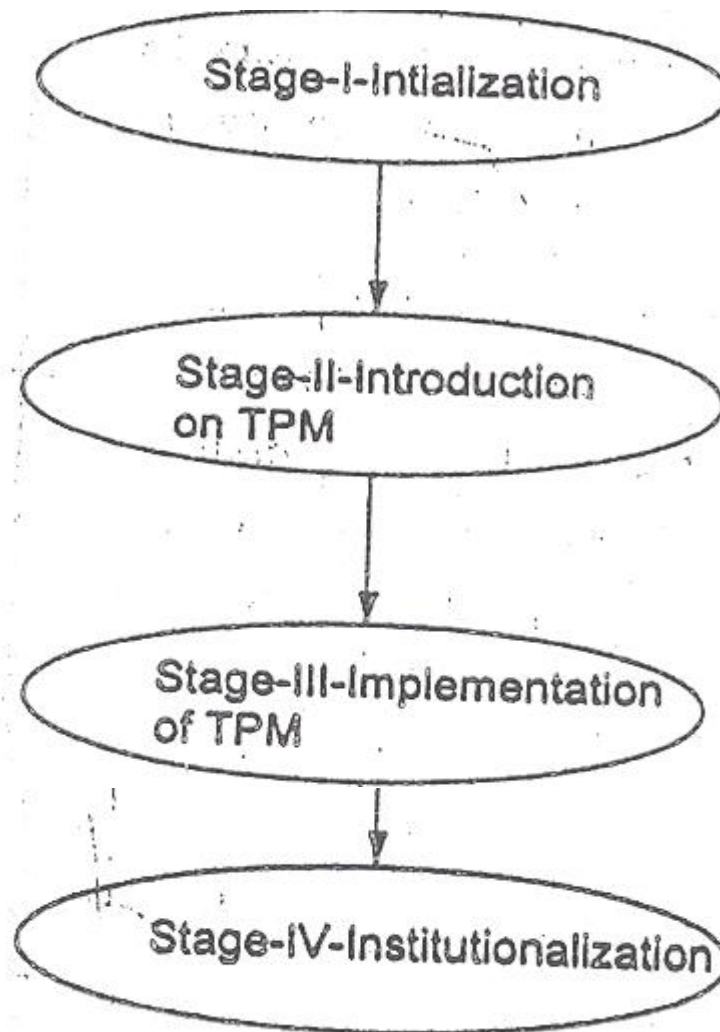 Stage-I-Intialization
Stage-II-Introduction
on TPM
Stage-III-Implementation
of TPM
Stage-IV-Institutionalization